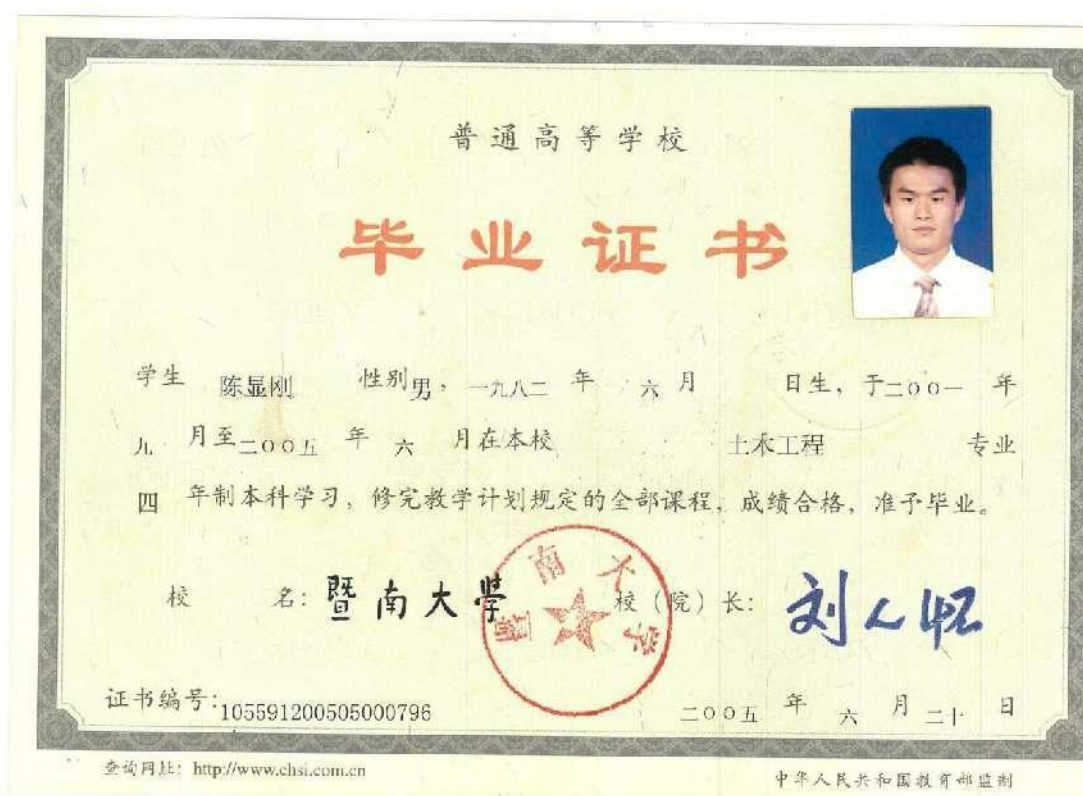 普通高等学校
毕业证书
学生 陈显刚 性别男，一九八二 年 六 月 日生，于二〇〇一 年
九 月至二〇〇五 年 六 月在本校 土木工程 专业
四 年制本科学习，修完教学计划规定的全部课程，成绩合格，准予毕业。
校 名：暨南大学 校（院）长：刘人怀
暨南大学
证书编号：105591200505000796 二〇〇五 年 六 月 二十 日
查询网址：http://www.chsi.com.cn 中华人民共和国教育部监制